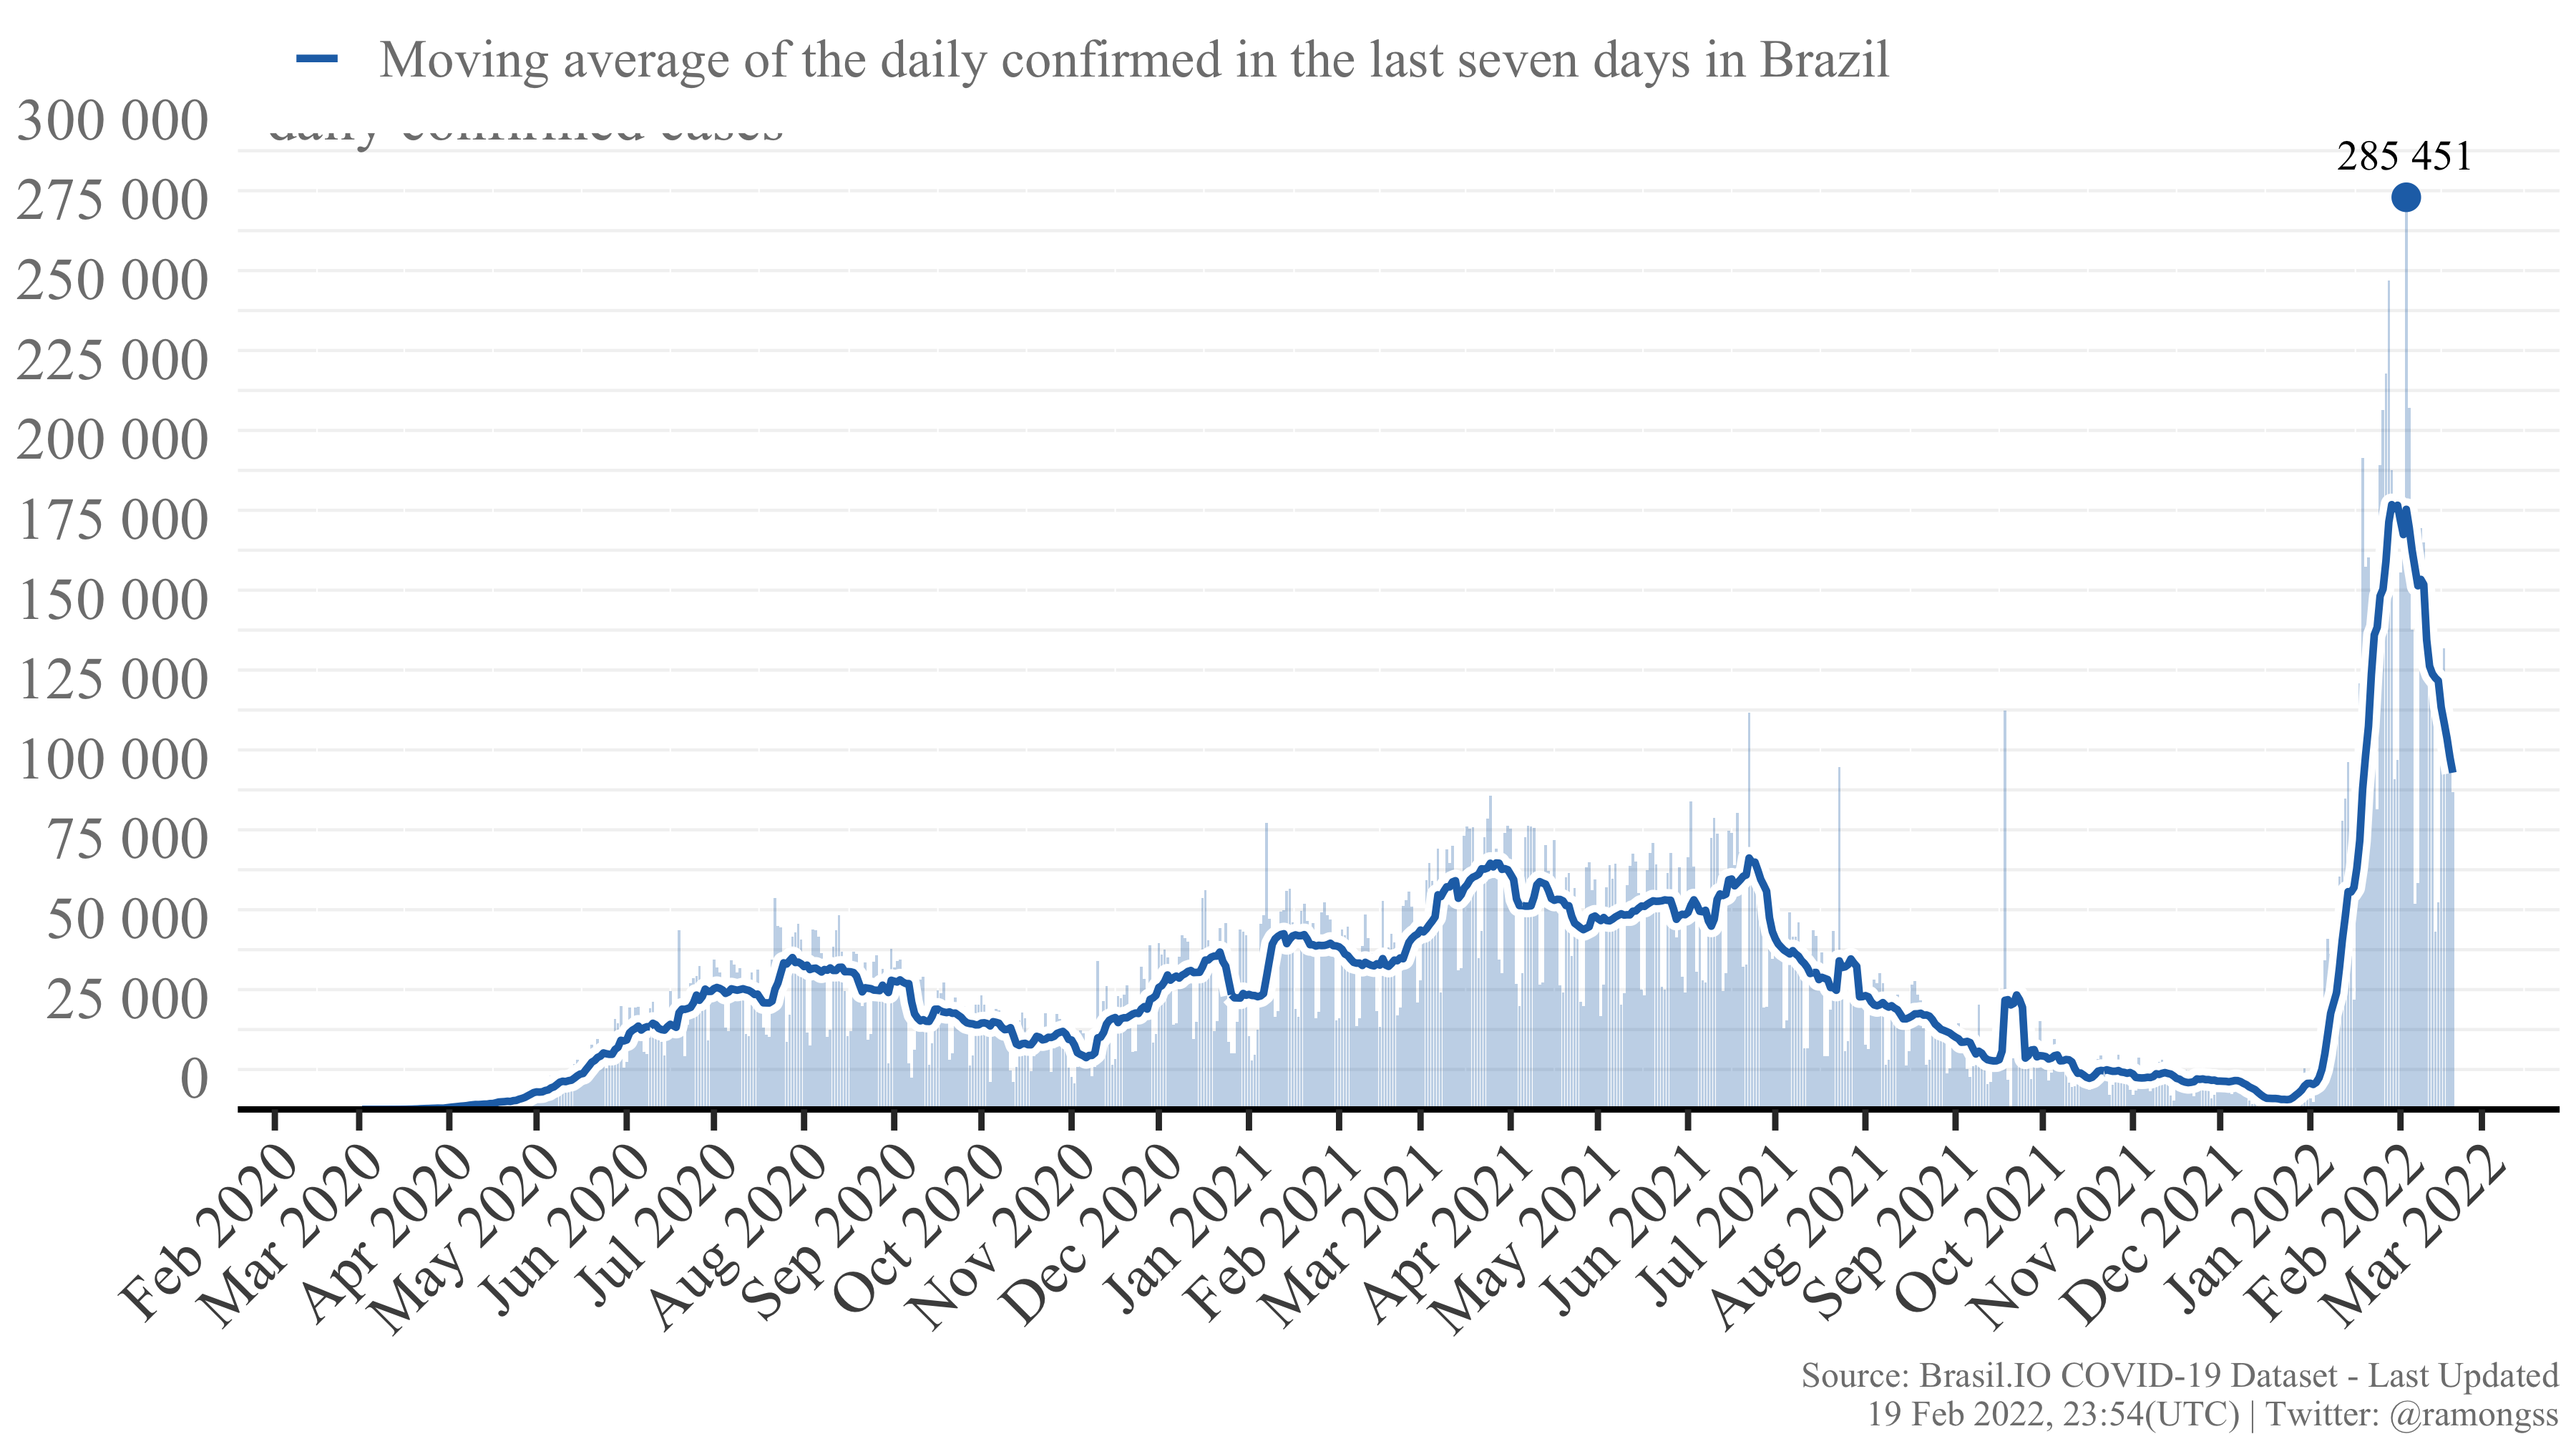 Moving average of the daily confirmed in the last seven days in Brazil
daily confirmed cases
300 000
275 000
250 000
225 000
200 000
175 000
150 000
125 000
100 000
75 000
50 000
25 000
0
285 451
Feb 2020
Mar 2020
Apr 2020
May 2020
Jun 2020
Jul 2020
Aug 2020
Sep 2020
Oct 2020
Nov 2020
Dec 2020
Jan 2021
Feb 2021
Mar 2021
Apr 2021
May 2021
Jun 2021
Jul 2021
Aug 2021
Sep 2021
Oct 2021
Nov 2021
Dec 2021
Jan 2022
Feb 2022
Mar 2022
Source: Brasil.IO COVID-19 Dataset - Last Updated
19 Feb 2022, 23:54(UTC) | Twitter: @ramongss